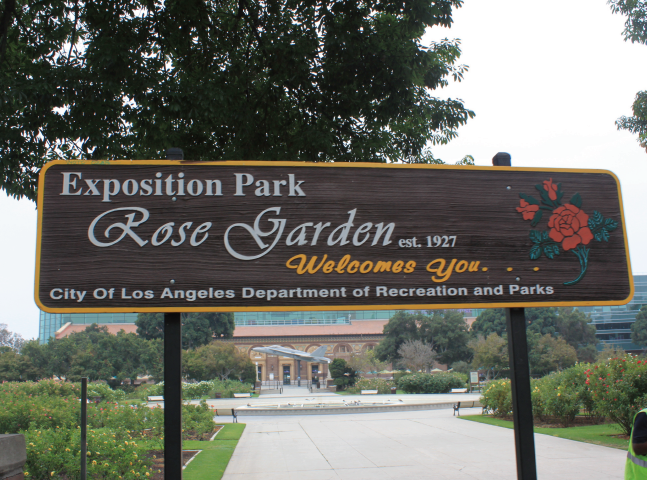 Exposition Park
Rose Garden est. 1927
Welcomes You. . . .
City Of Los Angeles Department of Recreation and Parks